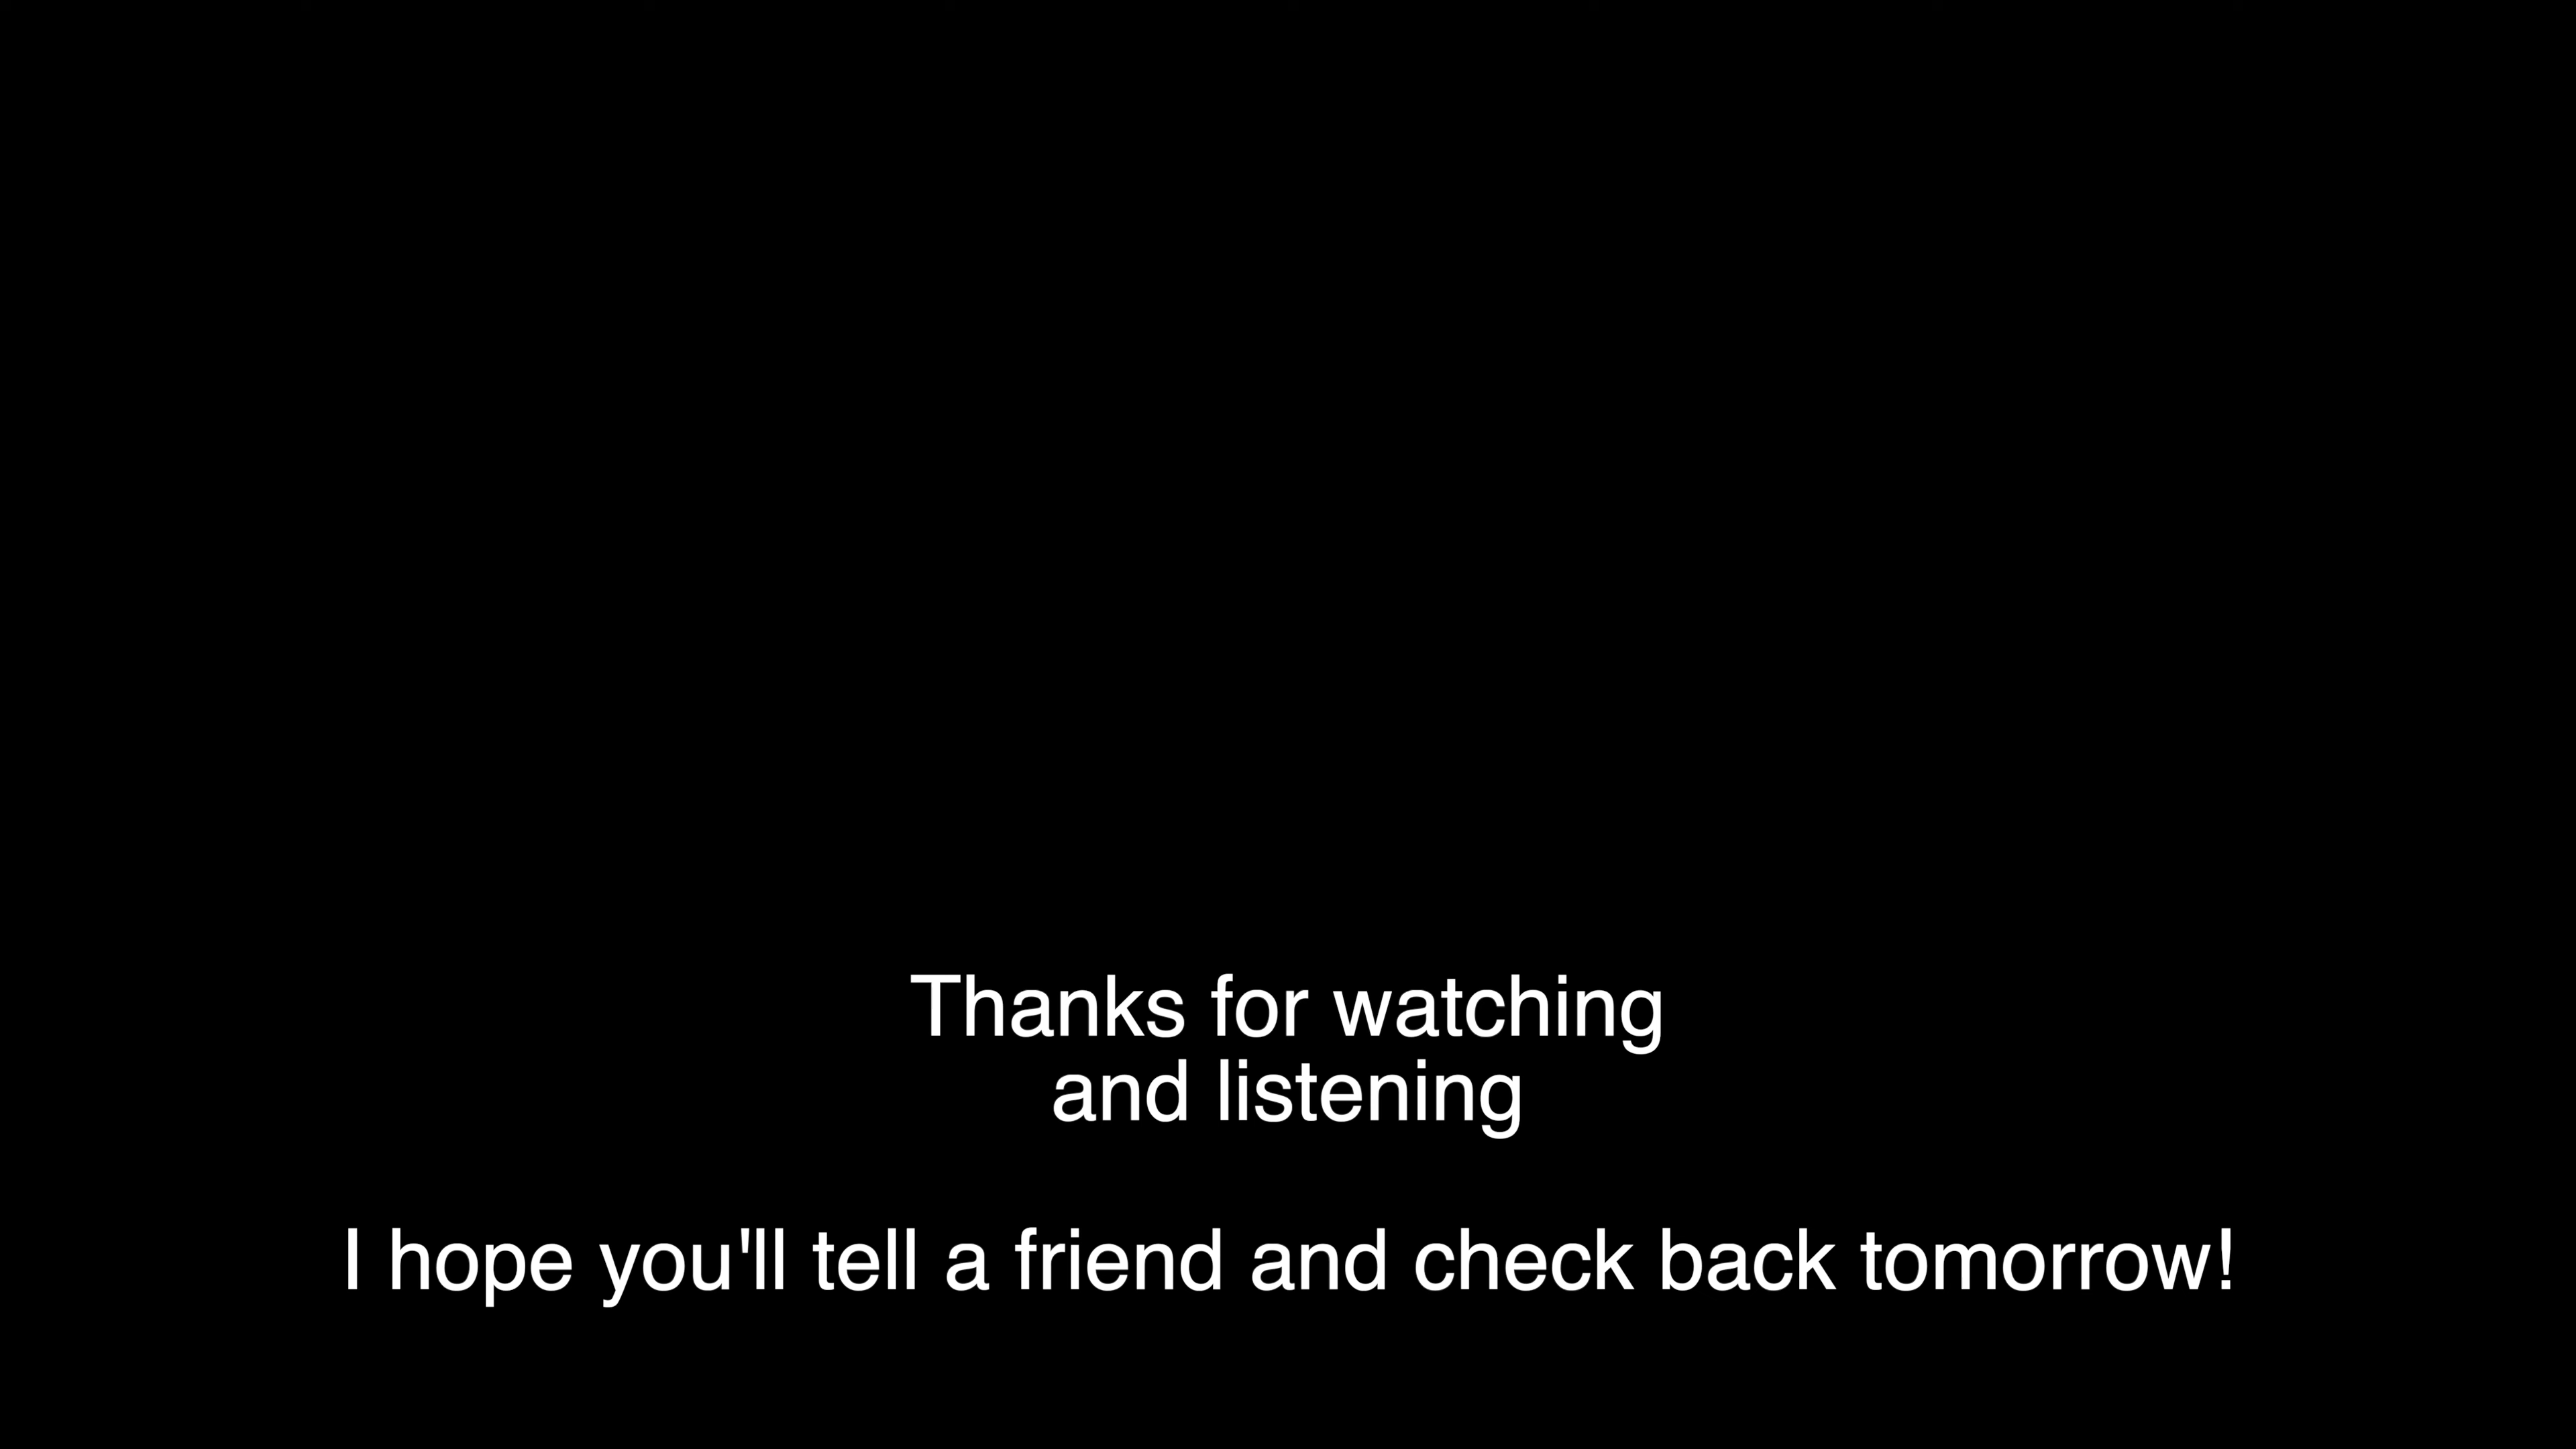 Thanks for watching
and listening
I hope you'll tell a friend and check back tomorrow!